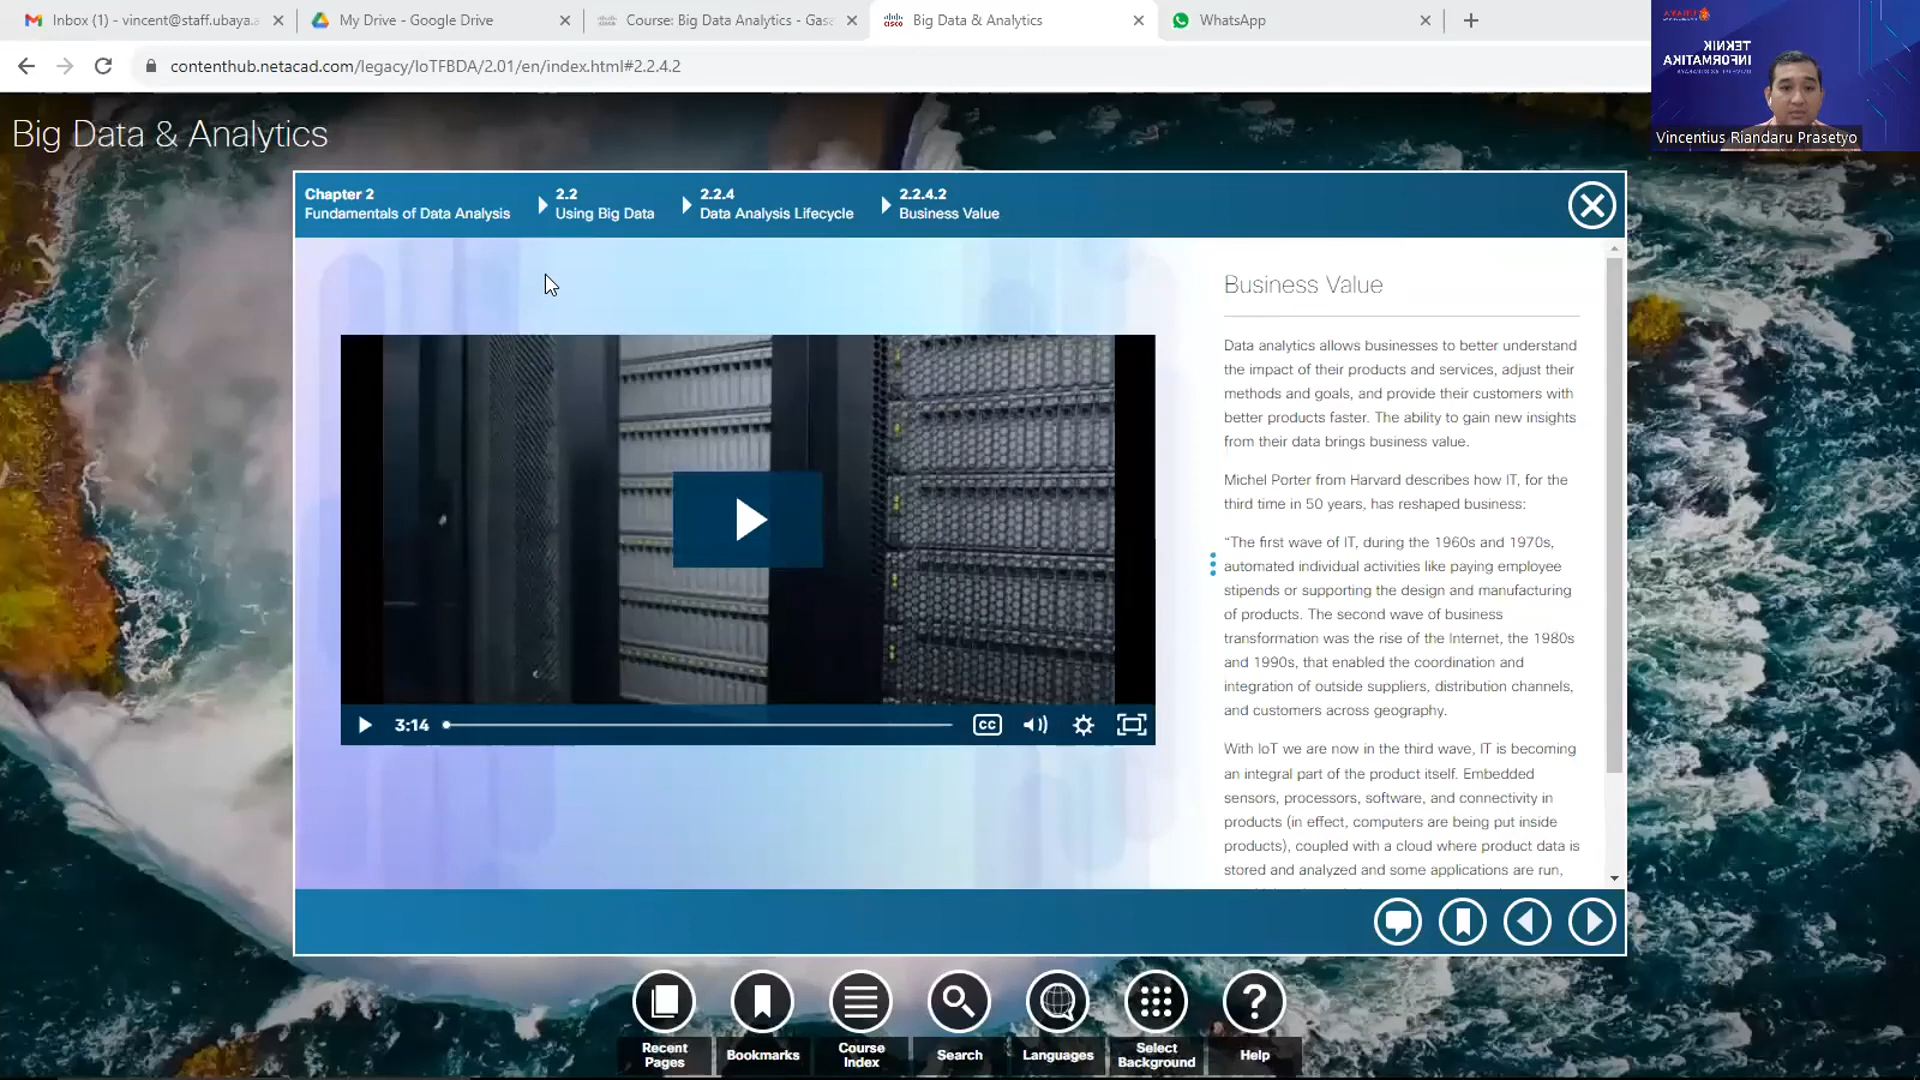 Inbox (1) - vincent@staff.ubaya.a
My Drive - Google Drive
Course: Big Data Analytics - Gasa
Big Data & Analytics
WhatsApp
contenthub.netacad.com/legacy/IoTFBDA/2.01/en/index.html#2.2.4.2
TEKNIK
INFORMATIKA
Vincentius Riandaru Prasetyo
Big Data & Analytics
Chapter 2
Fundamentals of Data Analysis
2.2
Using Big Data
2.2.4
Data Analysis Lifecycle
2.2.4.2
Business Value
Business Value
Data analytics allows businesses to better understand
the impact of their products and services, adjust their
methods and goals, and provide their customers with
better products faster. The ability to gain new insights
from their data brings business value.
Michel Porter from Harvard describes how IT, for the
third time in 50 years, has reshaped business:
“The first wave of IT, during the 1960s and 1970s,
automated individual activities like paying employee
stipends or supporting the design and manufacturing
of products. The second wave of business
transformation was the rise of the Internet, the 1980s
and 1990s, that enabled the coordination and
integration of outside suppliers, distribution channels,
and customers across geography.
With IoT we are now in the third wave, IT is becoming
an integral part of the product itself. Embedded
sensors, processors, software, and connectivity in
products (in effect, computers are being put inside
products), coupled with a cloud where product data is
stored and analyzed and some applications are run,
3:14
CC
Recent
Pages
Bookmarks
Course
Index
Search
Languages
Select
Background
Help